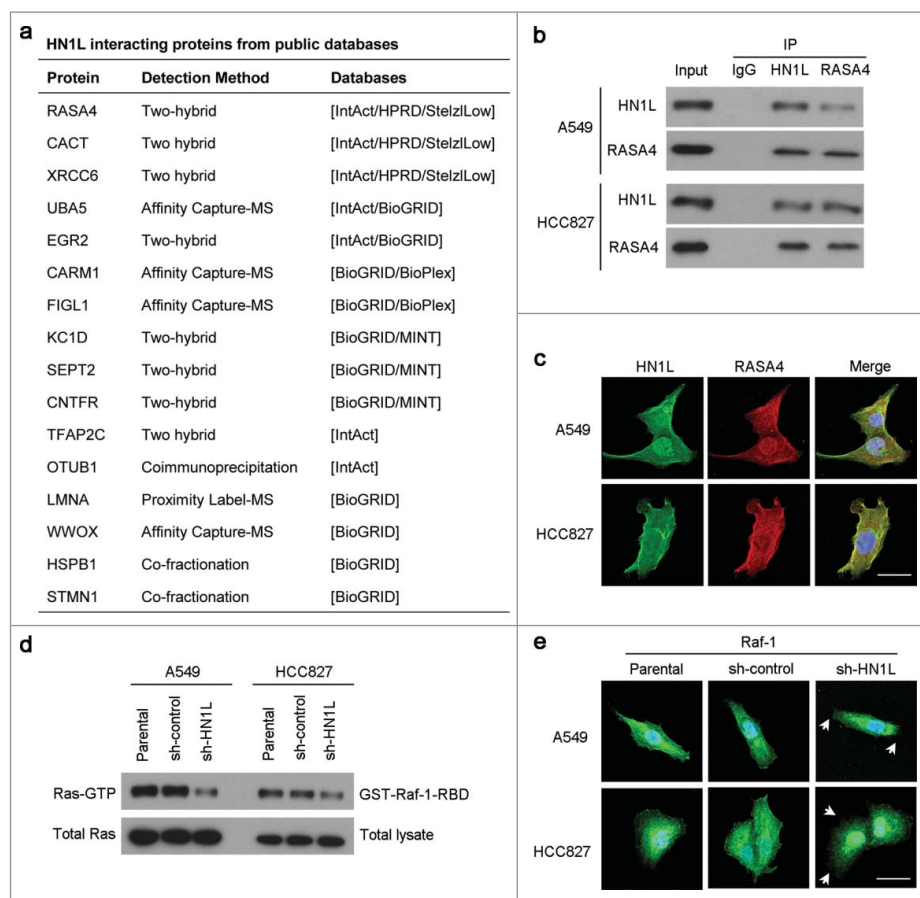 a
HN1L interacting proteins from public databases
Protein Detection Method Databases
RASA4 Two-hybrid [IntAct/HPRD/StelzlLow]
CACT Two hybrid [IntAct/HPRD/StelzlLow]
XRCC6 Two hybrid [IntAct/HPRD/StelzlLow]
UBA5 Affinity Capture-MS [IntAct/BioGRID]
EGR2 Two-hybrid [IntAct/BioGRID]
CARM1 Affinity Capture-MS [BioGRID/BioPlex]
FIGL1 Affinity Capture-MS [BioGRID/BioPlex]
KC1D Two-hybrid [BioGRID/MINT]
SEPT2 Two-hybrid [BioGRID/MINT]
CNTFR Two-hybrid [BioGRID/MINT]
TFAP2C Two hybrid [IntAct]
OTUB1 Coimmunoprecipitation [IntAct]
LMNA Proximity Label-MS [BioGRID]
WWOX Affinity Capture-MS [BioGRID]
HSPB1 Co-fractionation [BioGRID]
STMN1 Co-fractionation [BioGRID]
b
IP
Input IgG HN1L RASA4
A549
HN1L
RASA4
HCC827
HN1L
RASA4
c
HN1L RASA4 Merge
A549
HCC827
d
A549 HCC827
Parental sh-control sh-HN1L Parental sh-control sh-HN1L
Ras-GTP GST-Raf-1-RBD
Total Ras Total lysate
e
Raf-1
Parental sh-control sh-HN1L
A549
HCC827